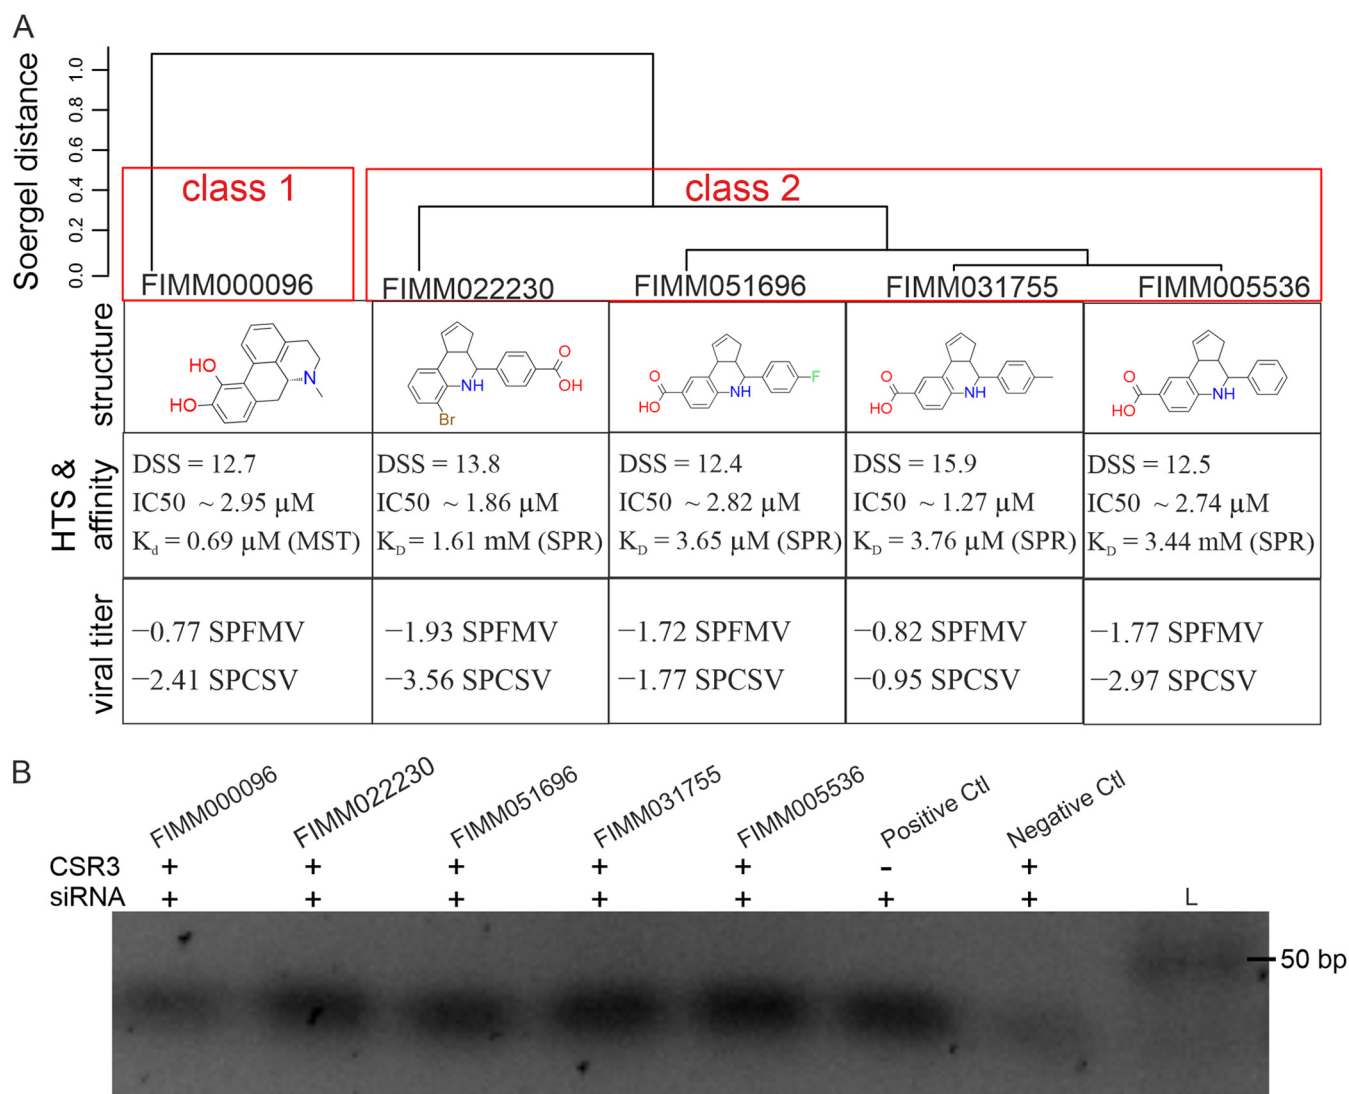 A
Soergel distance
1.0
0.8
0.6
0.4
0.2
0.0
class 1
class 2
FIMM000096
FIMM022230
FIMM051696
FIMM031755
FIMM005536
structure
HO
HO
N
NH
O
OH
Br
O
HO
NH
F
O
HO
NH
O
HO
NH
HTS & affinity
DSS = 12.7
IC50 ~ 2.95 µM
Kd = 0.69 µM (MST)
DSS = 13.8
IC50 ~ 1.86 µM
KD = 1.61 mM (SPR)
DSS = 12.4
IC50 ~ 2.82 µM
KD = 3.65 µM (SPR)
DSS = 15.9
IC50 ~ 1.27 µM
KD = 3.76 µM (SPR)
DSS = 12.5
IC50 ~ 2.74 µM
KD = 3.44 mM (SPR)
viral titer
−0.77 SPFMV
−2.41 SPCSV
−1.93 SPFMV
−3.56 SPCSV
−1.72 SPFMV
−1.77 SPCSV
−0.82 SPFMV
−0.95 SPCSV
−1.77 SPFMV
−2.97 SPCSV
B
FIMM000096
FIMM022230
FIMM051696
FIMM031755
FIMM005536
Positive Ctl
Negative Ctl
CSR3 + + + + + - +
siRNA + + + + + + + L
50 bp